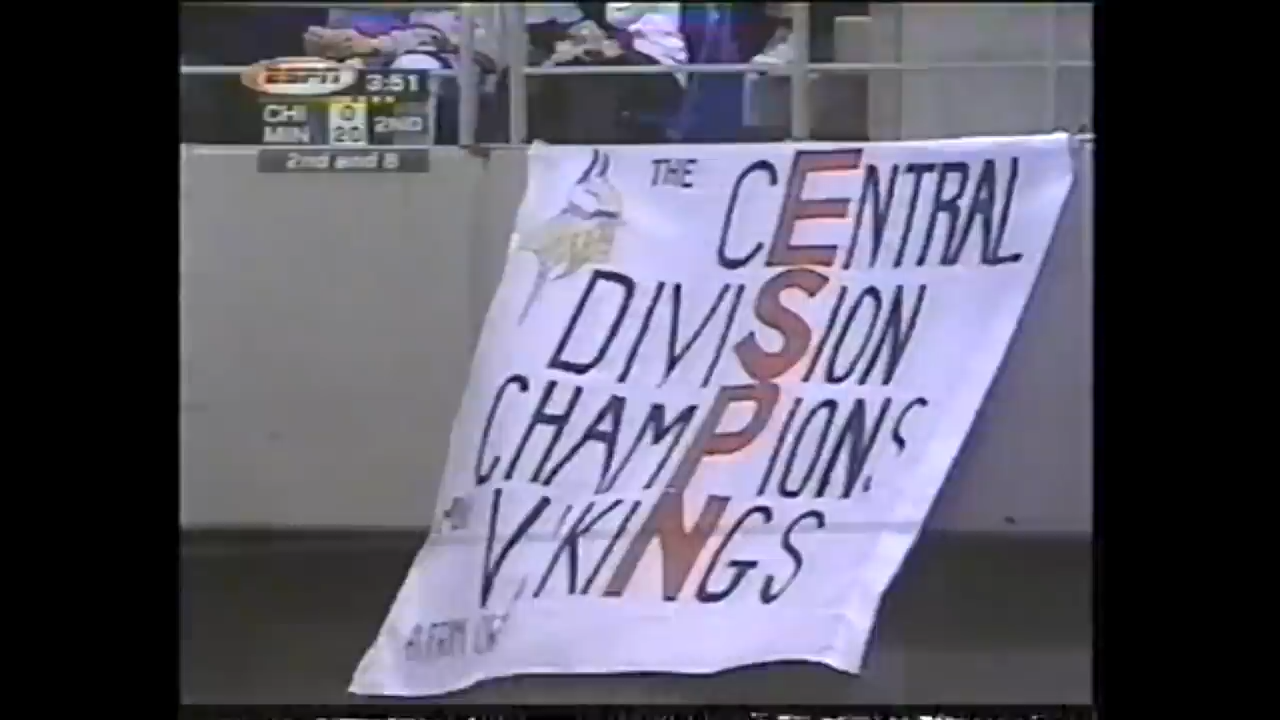 ESPN 3:51
CHI 0
MIN 20 2ND
2nd and 8
THE CENTRAL
DIVISION
CHAMPIONS
VIKINGS